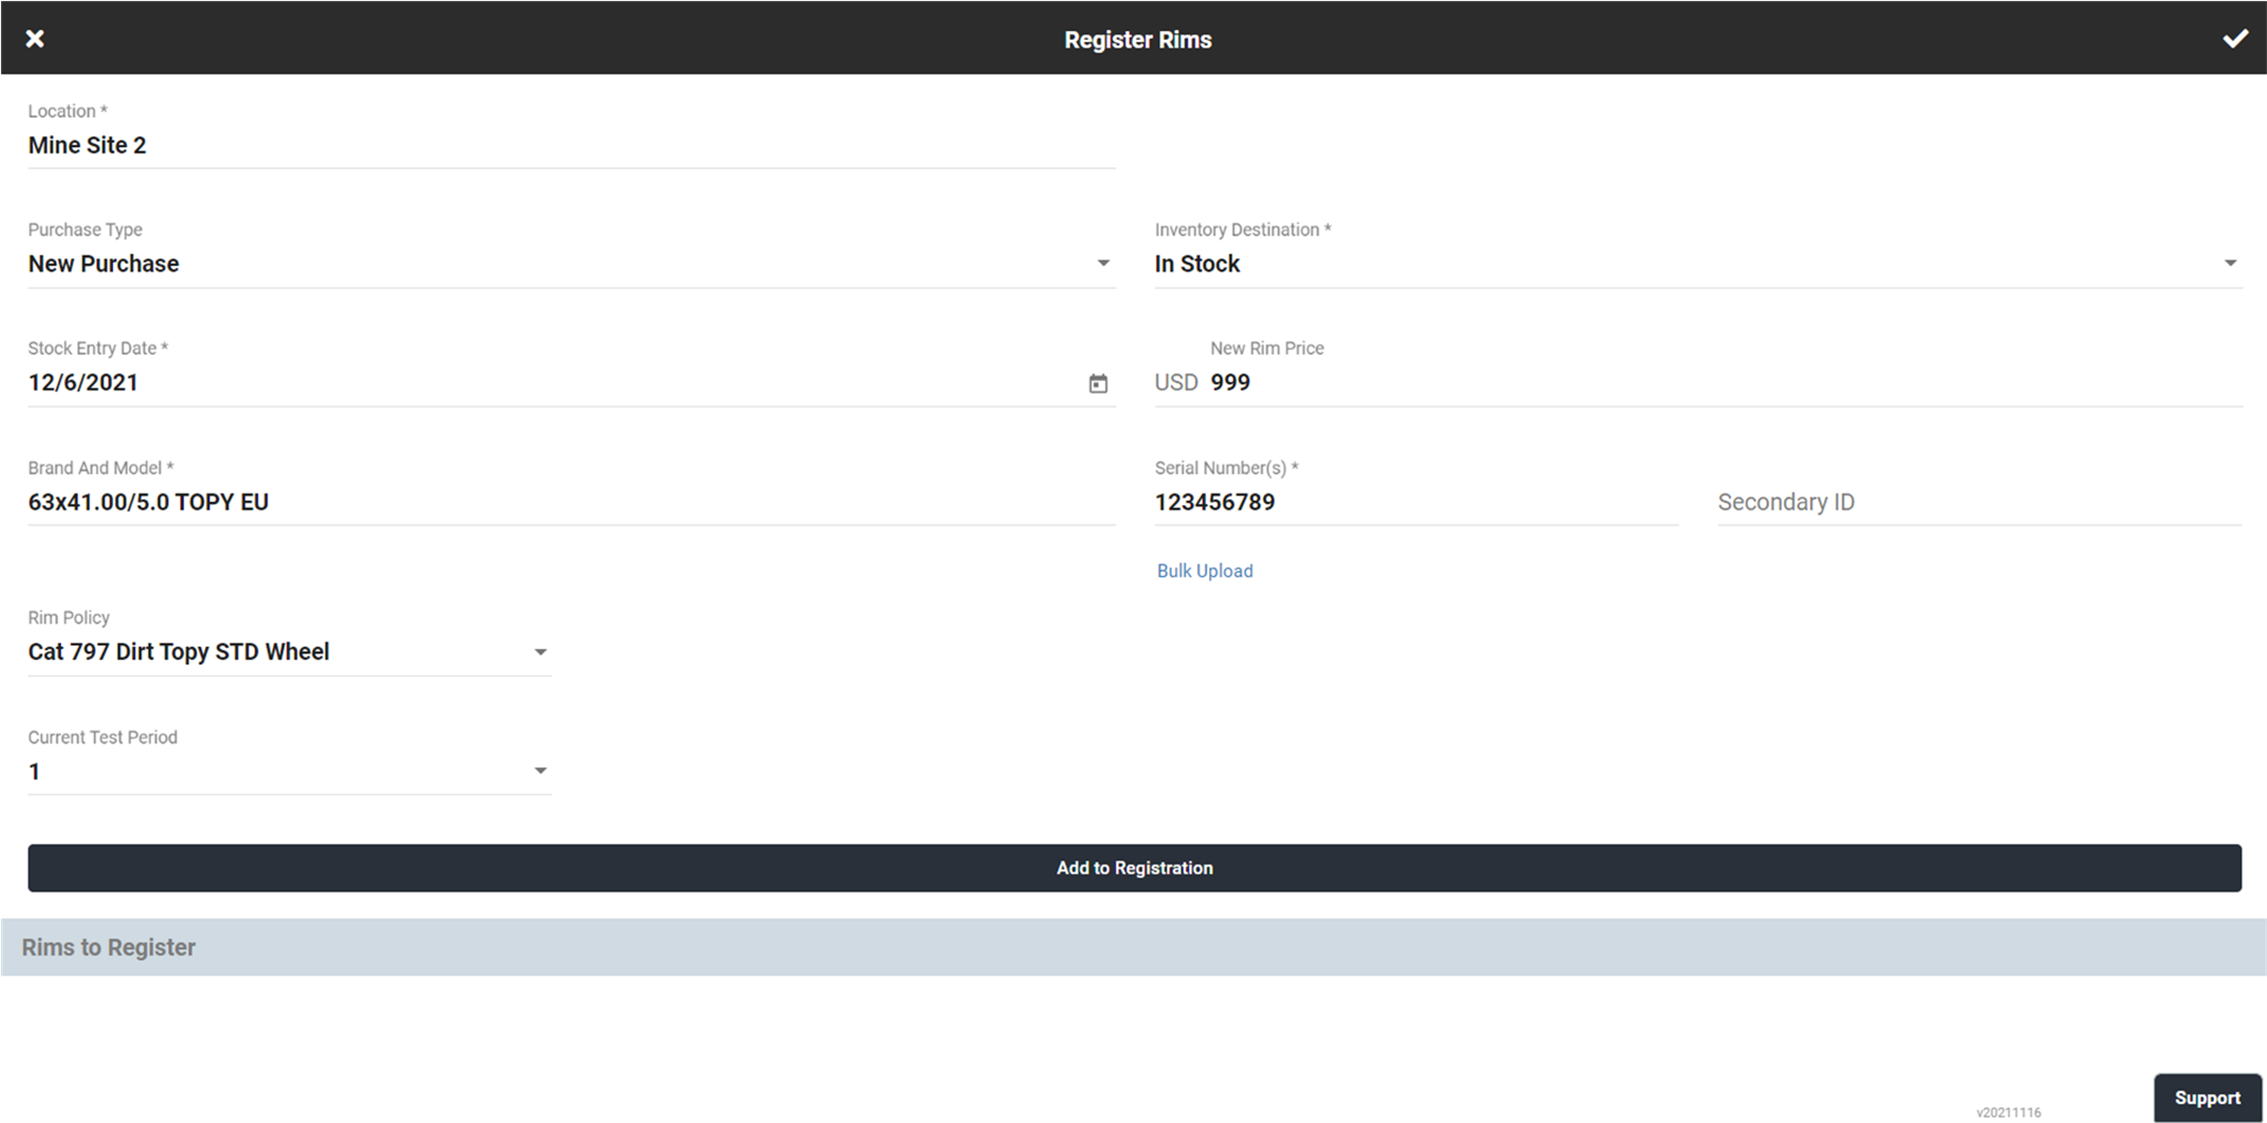 Register Rims
Location *
Mine Site 2
Purchase Type
New Purchase
Inventory Destination *
In Stock
Stock Entry Date *
12/6/2021
New Rim Price
USD 999
Brand And Model *
63x41.00/5.0 TOPY EU
Serial Number(s) *
123456789
Secondary ID
Bulk Upload
Rim Policy
Cat 797 Dirt Topy STD Wheel
Current Test Period
1
Add to Registration
Rims to Register
v20211116
Support